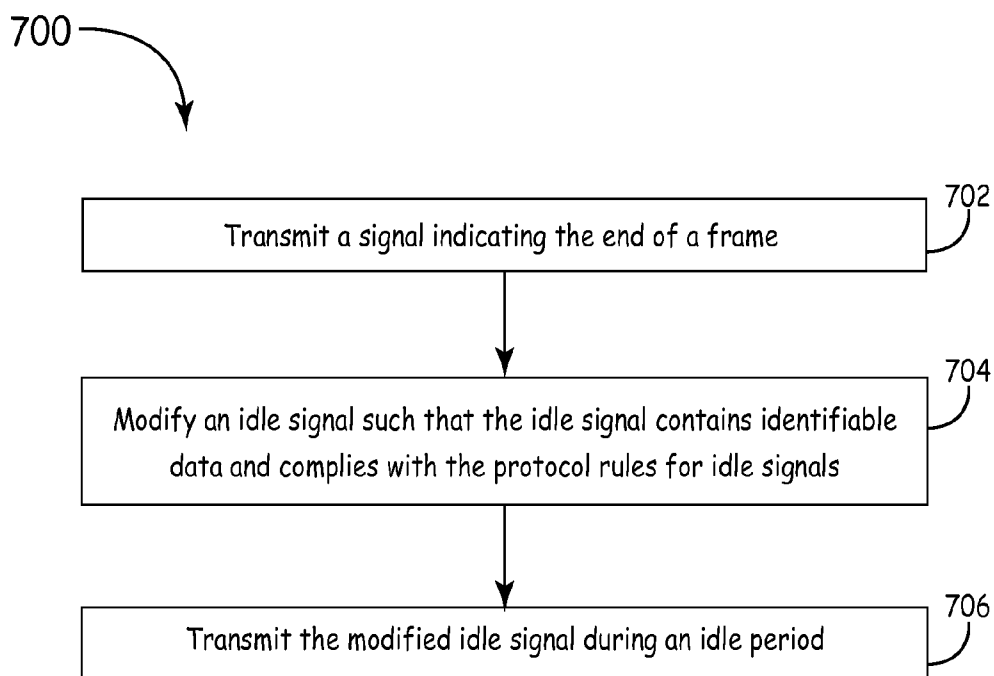 700
702
Transmit a signal indicating the end of a frame
704
Modify an idle signal such that the idle signal contains identifiable
data and complies with the protocol rules for idle signals
706
Transmit the modified idle signal during an idle period